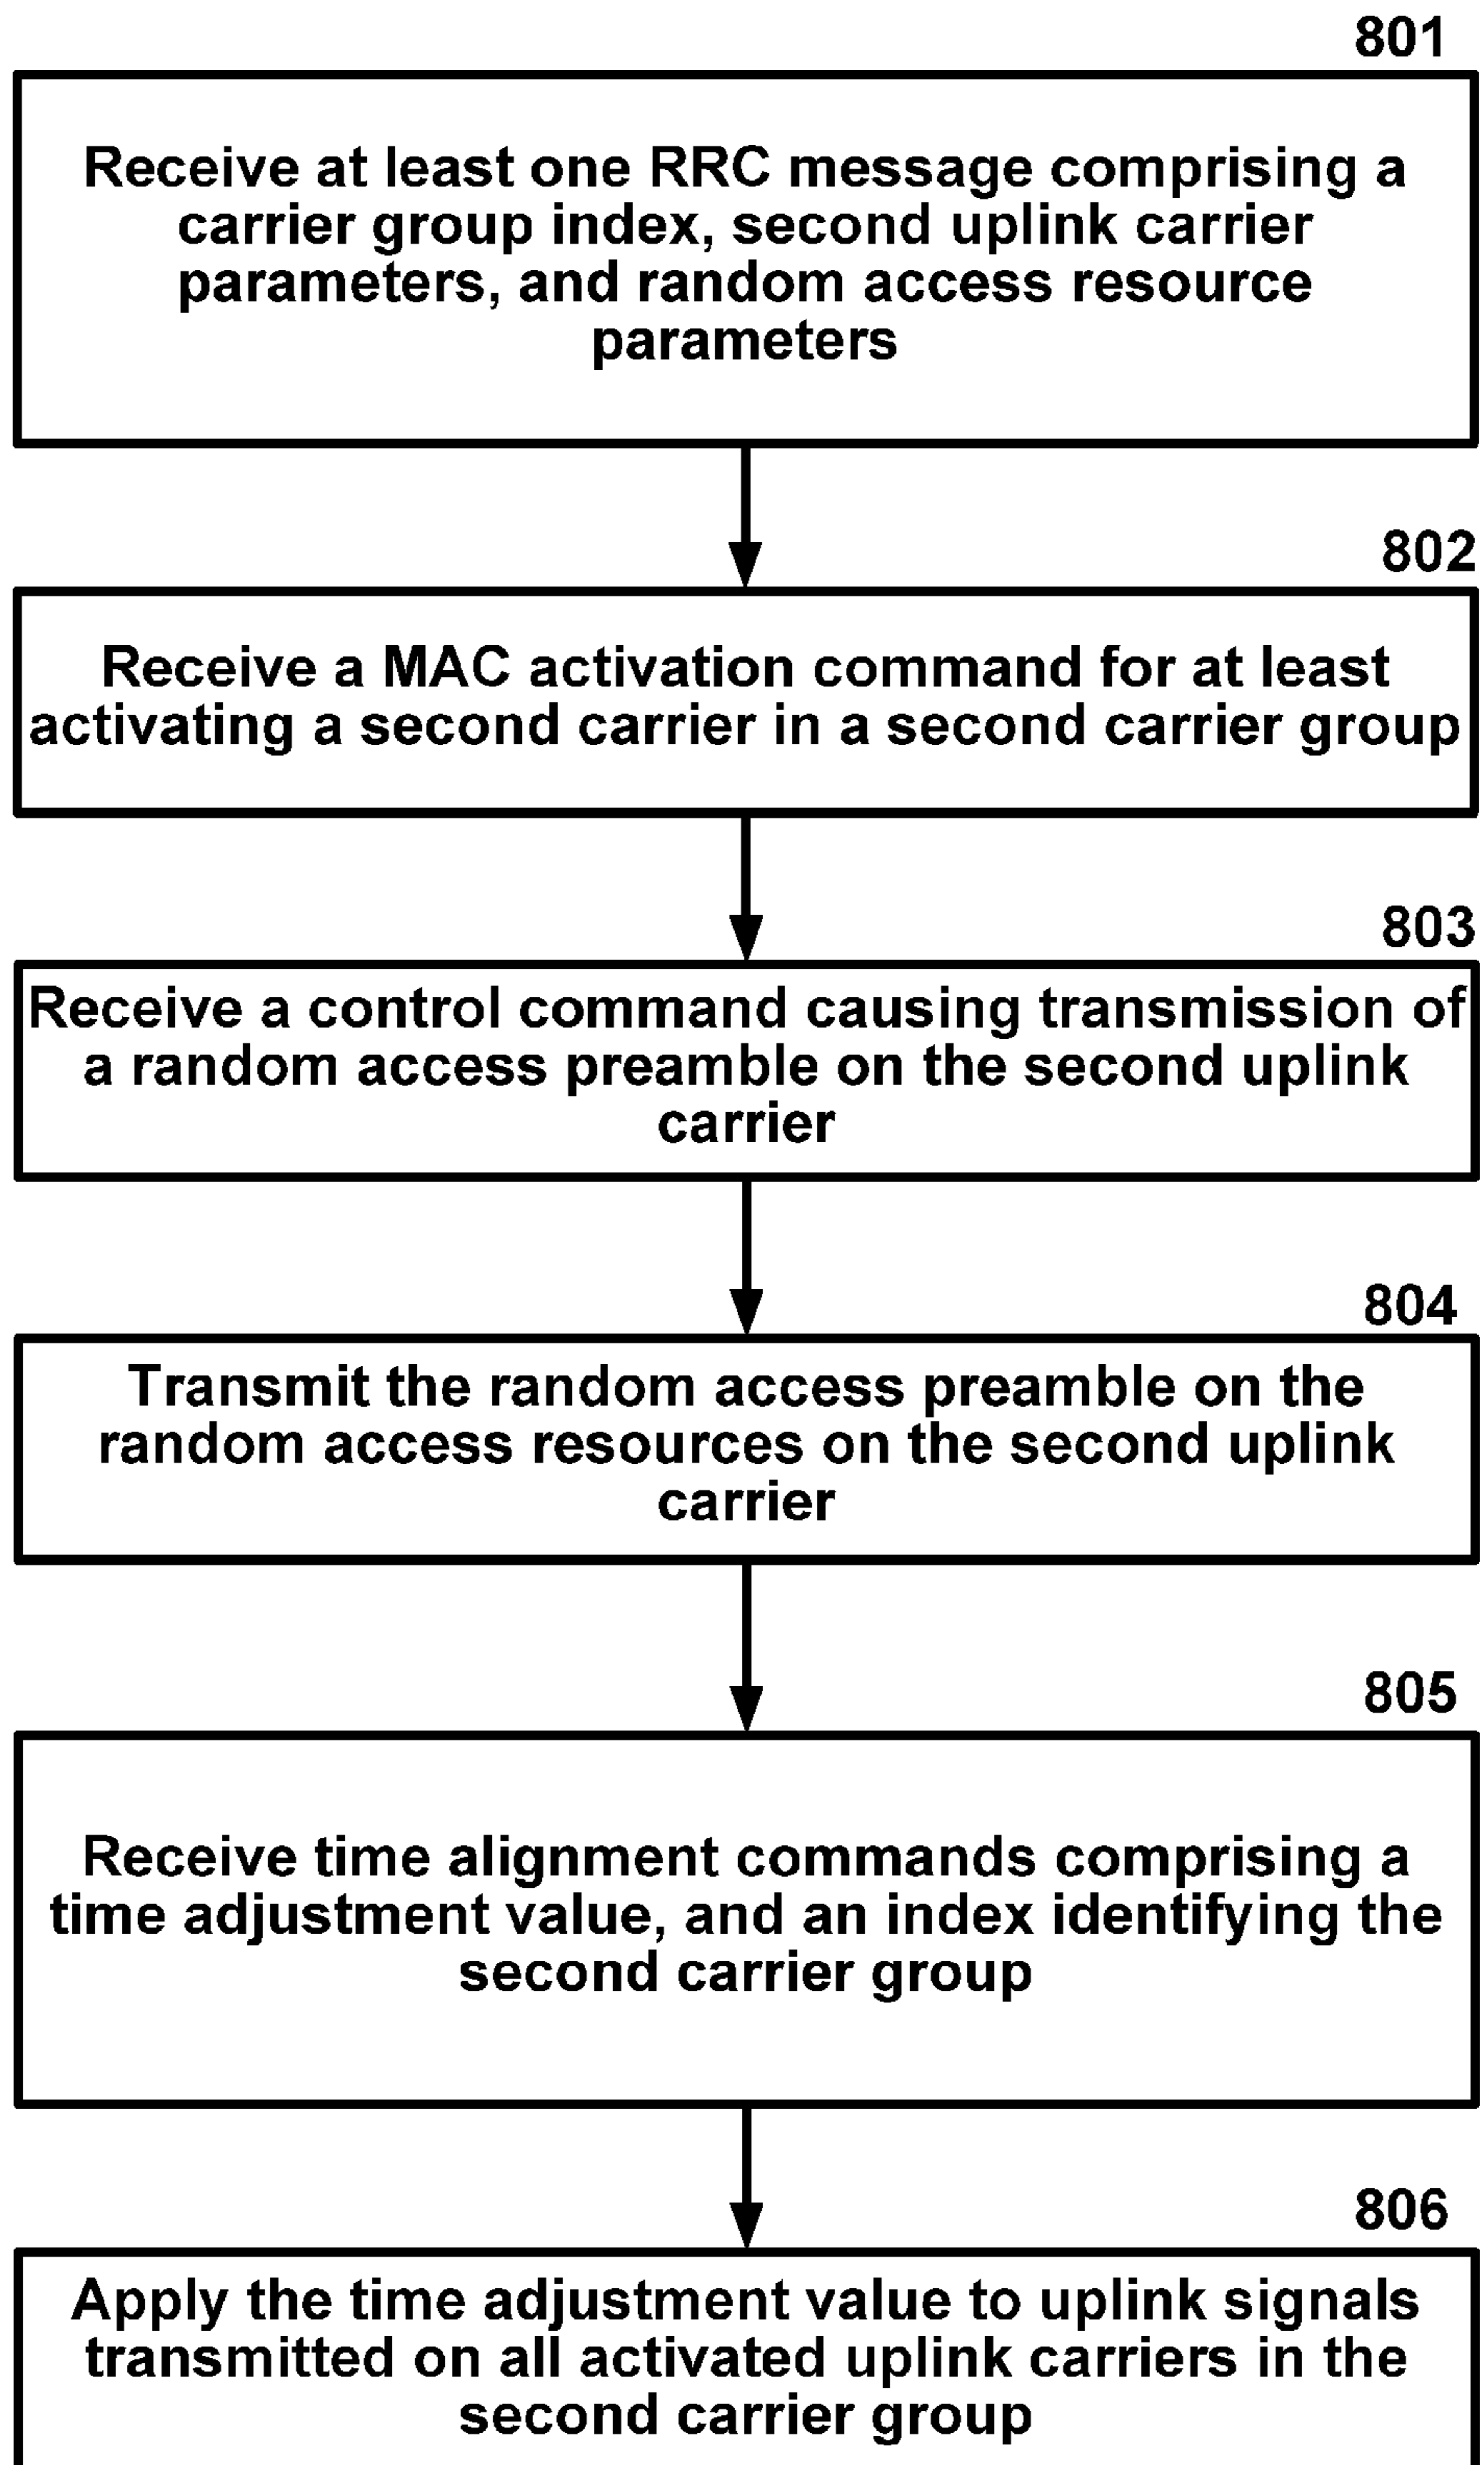 801
Receive at least one RRC message comprising a
carrier group index, second uplink carrier
parameters, and random access resource
parameters
802
Receive a MAC activation command for at least
activating a second carrier in a second carrier group
803
Receive a control command causing transmission of
a random access preamble on the second uplink
carrier
804
Transmit the random access preamble on the
random access resources on the second uplink
carrier
805
Receive time alignment commands comprising a
time adjustment value, and an index identifying the
second carrier group
806
Apply the time adjustment value to uplink signals
transmitted on all activated uplink carriers in the
second carrier group